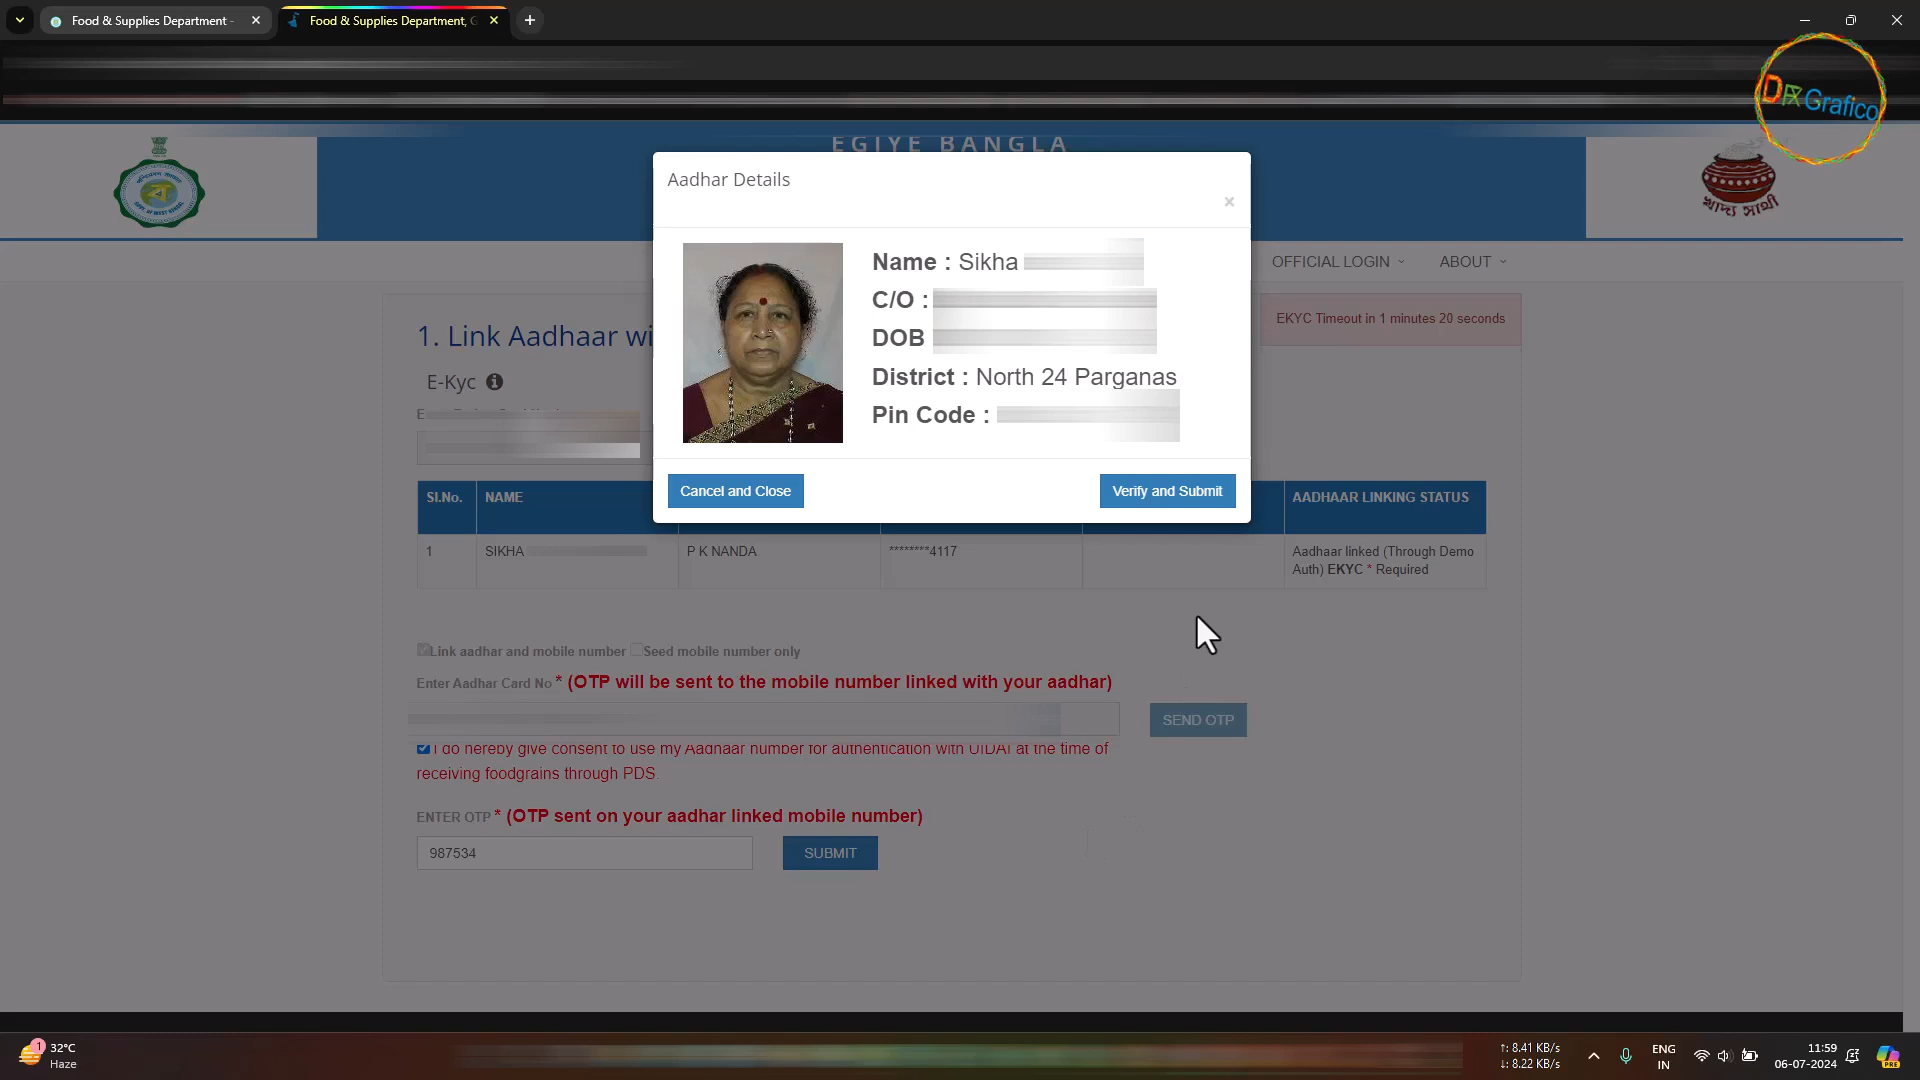 Food & Supplies Department -
Food & Supplies Department, G
DFX Grafico
EGIYE BANGLA
খাদ্য সাথী
OFFICIAL LOGIN
ABOUT
Aadhar Details
×
Name : Sikha
C/O :
DOB
District : North 24 Parganas
Pin Code :
Cancel and Close
Verify and Submit
EKYC Timeout in 1 minutes 20 seconds
1. Link Aadhaar wi
E-Kyc
Sl.No.
NAME
AADHAAR LINKING STATUS
1
SIKHA
P K NANDA
********4117
Aadhaar linked (Through Demo
Auth) EKYC * Required
Link aadhar and mobile number Seed mobile number only
Enter Aadhar Card No * (OTP will be sent to the mobile number linked with your aadhar)
SEND OTP
I do hereby give consent to use my Aadhaar number for authentication with UIDAI at the time of
receiving foodgrains through PDS.
ENTER OTP * (OTP sent on your aadhar linked mobile number)
987534
SUBMIT
1
32°C
Haze
↑: 8.41 KB/s
↓: 8.22 KB/s
ENG
IN
11:59
06-07-2024
PRE